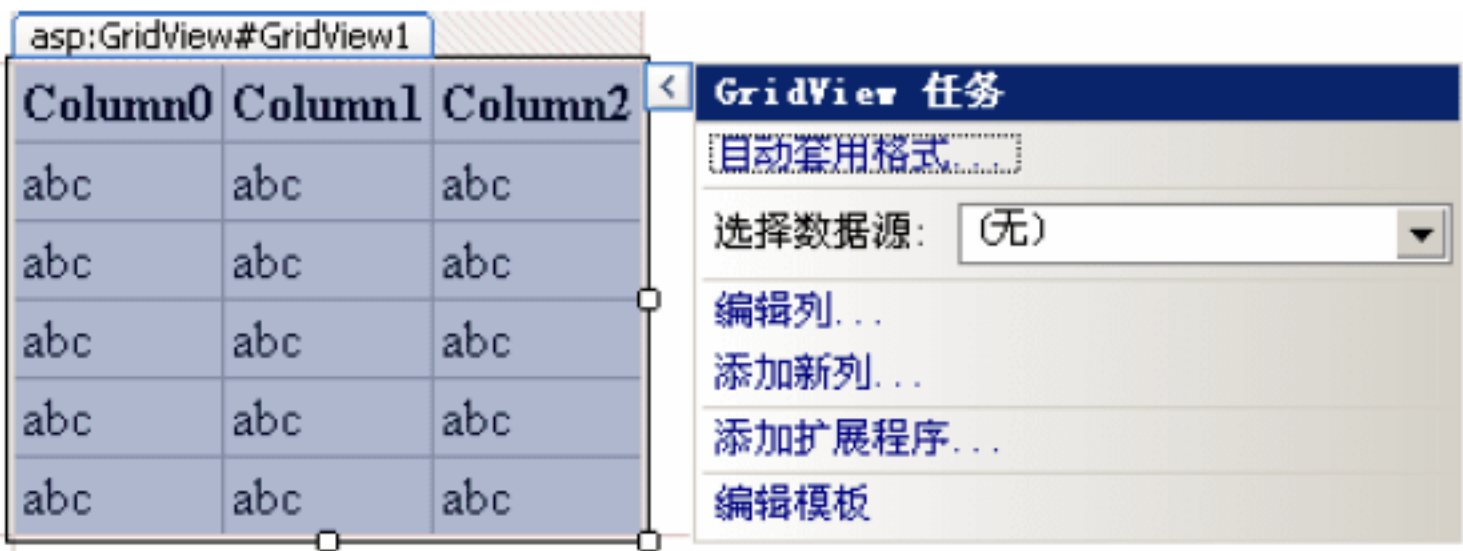 asp:GridView#GridView1
Column0 Column1 Column2
abc abc abc
abc abc abc
abc abc abc
abc abc abc
abc abc abc
GridView 任务
自动套用格式...
选择数据源: (无)
编辑列...
添加新列...
添加扩展程序...
编辑模板